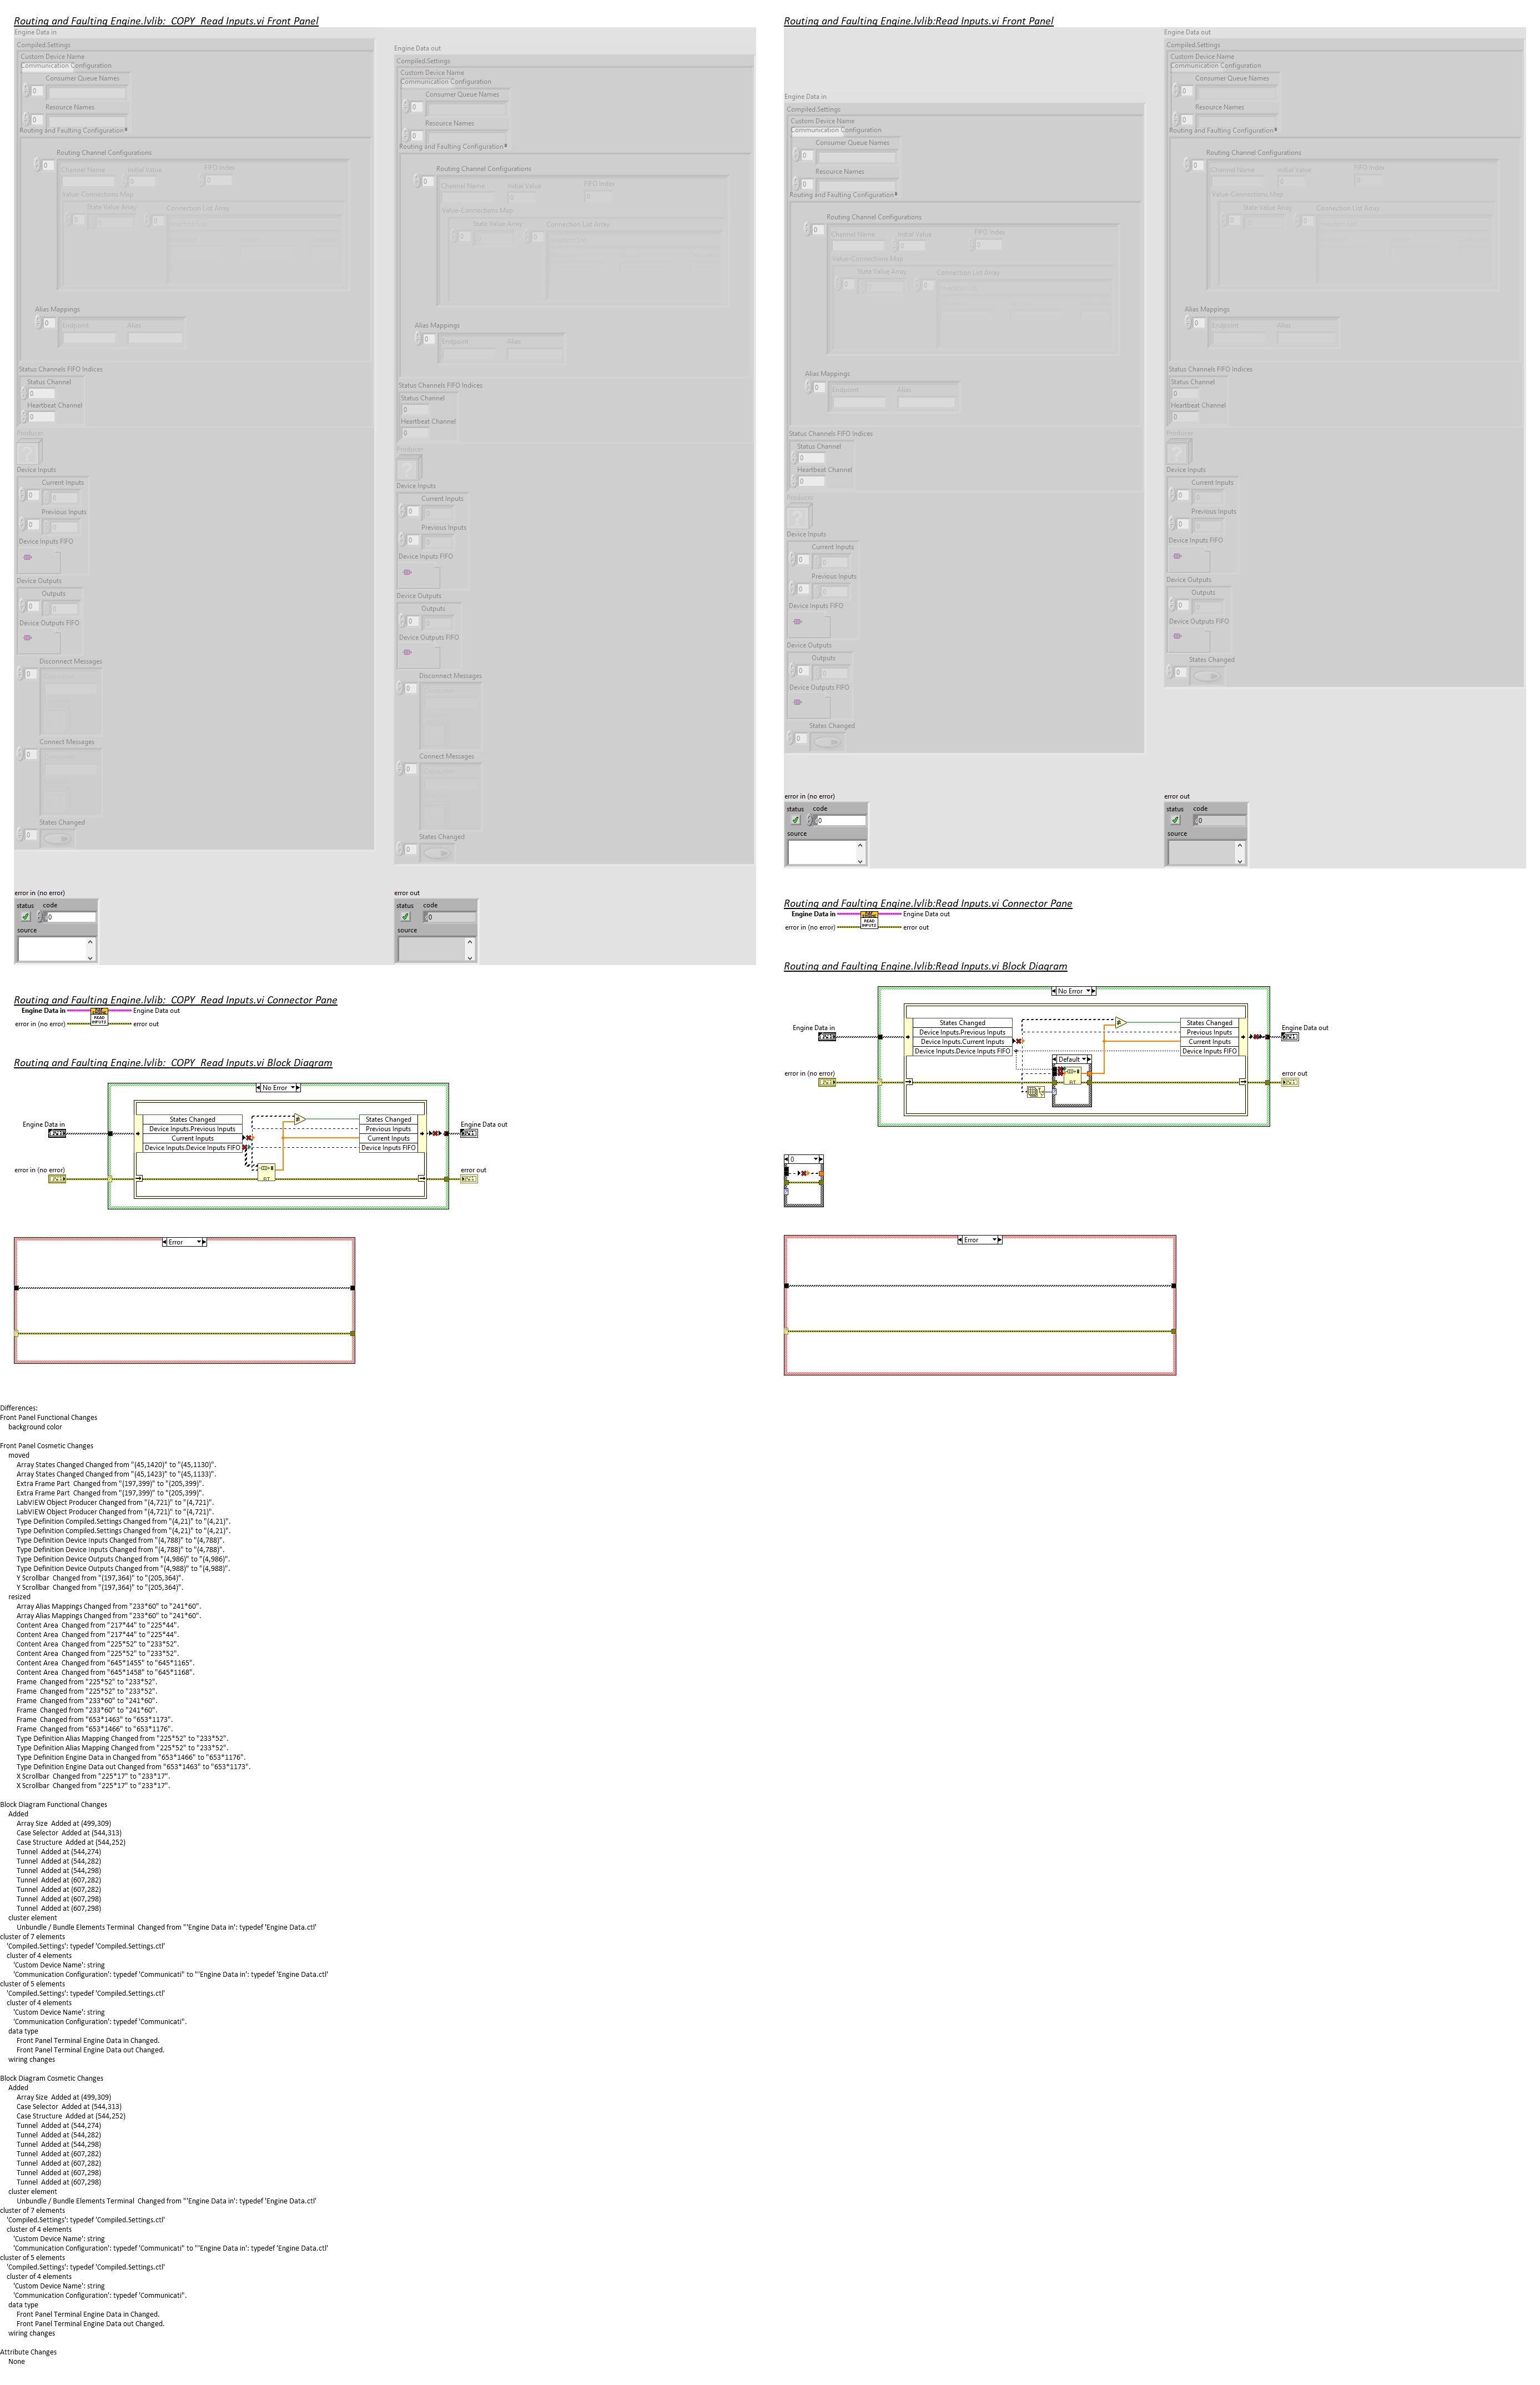 Routing and Faulting Engine.lvlib:_COPY_Read Inputs.vi Front Panel
Engine Data in
Compiled.Settings
Custom Device Name
Communication Configuration
Consumer Queue Names
0
Resource Names
0
Routing and Faulting Configuration
Routing Channel Configurations
0
Channel Name
Initial Value
FIFO Index
0
0
Value-Connections Map
State Value Array
Connection List Array
0
0
Alias Mappings
0
Endpoint
Alias
Status Channels FIFO Indices
Status Channel
0
Heartbeat Channel
0
Producer
Device Inputs
Current Inputs
0
0
Previous Inputs
0
0
Device Inputs FIFO
Device Outputs
Outputs
0
0
Device Outputs FIFO
Disconnect Messages
0
Connect Messages
0
States Changed
0
Engine Data out
Compiled.Settings
Custom Device Name
Communication Configuration
Consumer Queue Names
0
Resource Names
0
Routing and Faulting Configuration
Routing Channel Configurations
0
Channel Name
Initial Value
FIFO Index
0
0
Value-Connections Map
State Value Array
Connection List Array
0
0
Alias Mappings
0
Endpoint
Alias
Status Channels FIFO Indices
Status Channel
0
Heartbeat Channel
0
Producer
Device Inputs
Current Inputs
0
0
Previous Inputs
0
0
Device Inputs FIFO
Device Outputs
Outputs
0
0
Device Outputs FIFO
Disconnect Messages
0
Connect Messages
0
States Changed
0
error in (no error)
status code
0
source
error out
status code
0
source
Routing and Faulting Engine.lvlib:_COPY_Read Inputs.vi Connector Pane
Engine Data in
Engine Data out
READ
INPUTS
error in (no error)
error out
Routing and Faulting Engine.lvlib:_COPY_Read Inputs.vi Block Diagram
No Error
Engine Data in
States Changed
Device Inputs.Previous Inputs
Current Inputs
Device Inputs.Device Inputs FIFO
States Changed
Previous Inputs
Current Inputs
Device Inputs FIFO
Engine Data out
error in (no error)
RT
error out
Error
Routing and Faulting Engine.lvlib:Read Inputs.vi Front Panel
Engine Data in
Compiled.Settings
Custom Device Name
Communication Configuration
Consumer Queue Names
0
Resource Names
0
Routing and Faulting Configuration
Routing Channel Configurations
0
Channel Name
Initial Value
FIFO Index
0
0
Value-Connections Map
State Value Array
Connection List Array
0
0
Alias Mappings
0
Endpoint
Alias
Status Channels FIFO Indices
Status Channel
0
Heartbeat Channel
0
Producer
Device Inputs
Current Inputs
0
0
Previous Inputs
0
0
Device Inputs FIFO
Device Outputs
Outputs
0
0
Device Outputs FIFO
States Changed
0
Engine Data out
Compiled.Settings
Custom Device Name
Communication Configuration
Consumer Queue Names
0
Resource Names
0
Routing and Faulting Configuration
Routing Channel Configurations
0
Channel Name
Initial Value
FIFO Index
0
0
Value-Connections Map
State Value Array
Connection List Array
0
0
Alias Mappings
0
Endpoint
Alias
Status Channels FIFO Indices
Status Channel
0
Heartbeat Channel
0
Producer
Device Inputs
Current Inputs
0
0
Previous Inputs
0
0
Device Inputs FIFO
Device Outputs
Outputs
0
0
Device Outputs FIFO
States Changed
0
error in (no error)
status code
0
source
error out
status code
0
source
Routing and Faulting Engine.lvlib:Read Inputs.vi Connector Pane
Engine Data in
Engine Data out
READ
INPUTS
error in (no error)
error out
Routing and Faulting Engine.lvlib:Read Inputs.vi Block Diagram
No Error
Engine Data in
States Changed
Device Inputs.Previous Inputs
Device Inputs.Current Inputs
Device Inputs.Device Inputs FIFO
States Changed
Previous Inputs
Current Inputs
Device Inputs FIFO
Engine Data out
Default
error in (no error)
RT
error out
0
Error
Differences:
Front Panel Functional Changes
background color
Front Panel Cosmetic Changes
moved
Array States Changed Changed from "(45,1420)" to "(45,1130)".
Array States Changed Changed from "(45,1423)" to "(45,1133)".
Extra Frame Part  Changed from "(197,399)" to "(205,399)".
Extra Frame Part  Changed from "(197,399)" to "(205,399)".
LabVIEW Object Producer Changed from "(4,721)" to "(4,721)".
LabVIEW Object Producer Changed from "(4,721)" to "(4,721)".
Type Definition Compiled.Settings Changed from "(4,21)" to "(4,21)".
Type Definition Compiled.Settings Changed from "(4,21)" to "(4,21)".
Type Definition Device Inputs Changed from "(4,788)" to "(4,788)".
Type Definition Device Inputs Changed from "(4,788)" to "(4,788)".
Type Definition Device Outputs Changed from "(4,986)" to "(4,986)".
Type Definition Device Outputs Changed from "(4,988)" to "(4,988)".
Y Scrollbar  Changed from "(197,364)" to "(205,364)".
Y Scrollbar  Changed from "(197,364)" to "(205,364)".
resized
Array Alias Mappings Changed from "233*60" to "241*60".
Array Alias Mappings Changed from "233*60" to "241*60".
Content Area  Changed from "217*44" to "225*44".
Content Area  Changed from "217*44" to "225*44".
Content Area  Changed from "225*52" to "233*52".
Content Area  Changed from "225*52" to "233*52".
Content Area  Changed from "645*1455" to "645*1165".
Content Area  Changed from "645*1458" to "645*1168".
Frame  Changed from "225*52" to "233*52".
Frame  Changed from "225*52" to "233*52".
Frame  Changed from "233*60" to "241*60".
Frame  Changed from "233*60" to "241*60".
Frame  Changed from "653*1463" to "653*1173".
Frame  Changed from "653*1466" to "653*1176".
Type Definition Alias Mapping Changed from "225*52" to "233*52".
Type Definition Alias Mapping Changed from "225*52" to "233*52".
Type Definition Engine Data in Changed from "653*1466" to "653*1176".
Type Definition Engine Data out Changed from "653*1463" to "653*1173".
X Scrollbar  Changed from "225*17" to "233*17".
X Scrollbar  Changed from "225*17" to "233*17".
Block Diagram Functional Changes
Added
Array Size  Added at (499,309)
Case Selector  Added at (544,313)
Case Structure  Added at (544,252)
Tunnel  Added at (544,274)
Tunnel  Added at (544,282)
Tunnel  Added at (544,298)
Tunnel  Added at (607,282)
Tunnel  Added at (607,282)
Tunnel  Added at (607,298)
Tunnel  Added at (607,298)
cluster element
Unbundle / Bundle Elements Terminal  Changed from "'Engine Data in': typedef 'Engine Data.ctl'
cluster of 7 elements
'Compiled.Settings': typedef 'Compiled.Settings.ctl'
cluster of 4 elements
'Custom Device Name': string
'Communication Configuration': typedef 'Communicati" to "'Engine Data in': typedef 'Engine Data.ctl'
cluster of 5 elements
'Compiled.Settings': typedef 'Compiled.Settings.ctl'
cluster of 4 elements
'Custom Device Name': string
'Communication Configuration': typedef 'Communicati".
data type
Front Panel Terminal Engine Data in Changed.
Front Panel Terminal Engine Data out Changed.
wiring changes
Block Diagram Cosmetic Changes
Added
Array Size  Added at (499,309)
Case Selector  Added at (544,313)
Case Structure  Added at (544,252)
Tunnel  Added at (544,274)
Tunnel  Added at (544,282)
Tunnel  Added at (544,298)
Tunnel  Added at (607,282)
Tunnel  Added at (607,282)
Tunnel  Added at (607,298)
Tunnel  Added at (607,298)
cluster element
Unbundle / Bundle Elements Terminal  Changed from "'Engine Data in': typedef 'Engine Data.ctl'
cluster of 7 elements
'Compiled.Settings': typedef 'Compiled.Settings.ctl'
cluster of 4 elements
'Custom Device Name': string
'Communication Configuration': typedef 'Communicati" to "'Engine Data in': typedef 'Engine Data.ctl'
cluster of 5 elements
'Compiled.Settings': typedef 'Compiled.Settings.ctl'
cluster of 4 elements
'Custom Device Name': string
'Communication Configuration': typedef 'Communicati".
data type
Front Panel Terminal Engine Data in Changed.
Front Panel Terminal Engine Data out Changed.
wiring changes
Attribute Changes
None